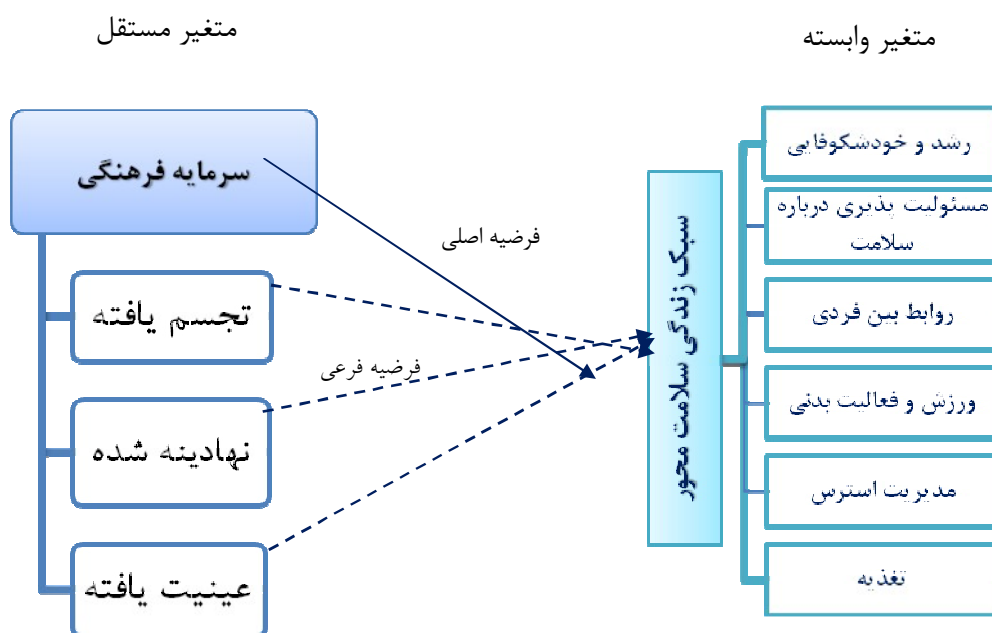 متغیر مستقل
متغیر وابسته
سرمایه فرهنگی
تجسم یافته
نهادینه شده
عینیت یافته
فرضیه اصلی
فرضیه فرعی
سبک زندگی سلامت محور
رشد و خودشکوفایی
مسئولیت پذیری درباره
سلامت
روابط بین فردی
ورزش و فعالیت بدنی
مدیریت استرس
تغذیه